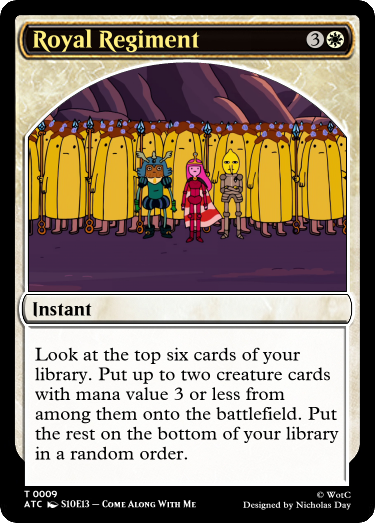 Royal Regiment 3
Instant
Look at the top six cards of your
library. Put up to two creature cards
with mana value 3 or less from
among them onto the battlefield. Put
the rest on the bottom of your library
in a random order.
T 0009 © WotC
ATC S10E13 – Come Along With Me Designed by Nicholas Day